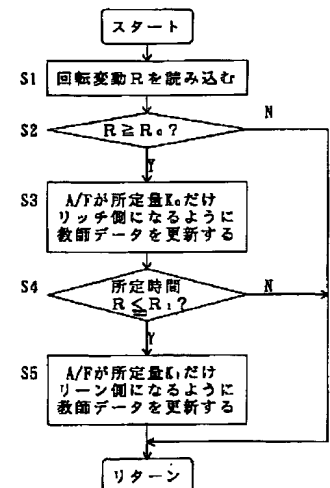 スタート
S1 回転変動Rを読み込む
N
S2 R≧R₀?
Y
S3 A/Fが所定量K₀だけ
リッチ側になるように
教師データを更新する
S4 所定時間
R≦R₁?
N
Y
S5 A/Fが所定量K₁だけ
リーン側になるように
教師データを更新する
リターン